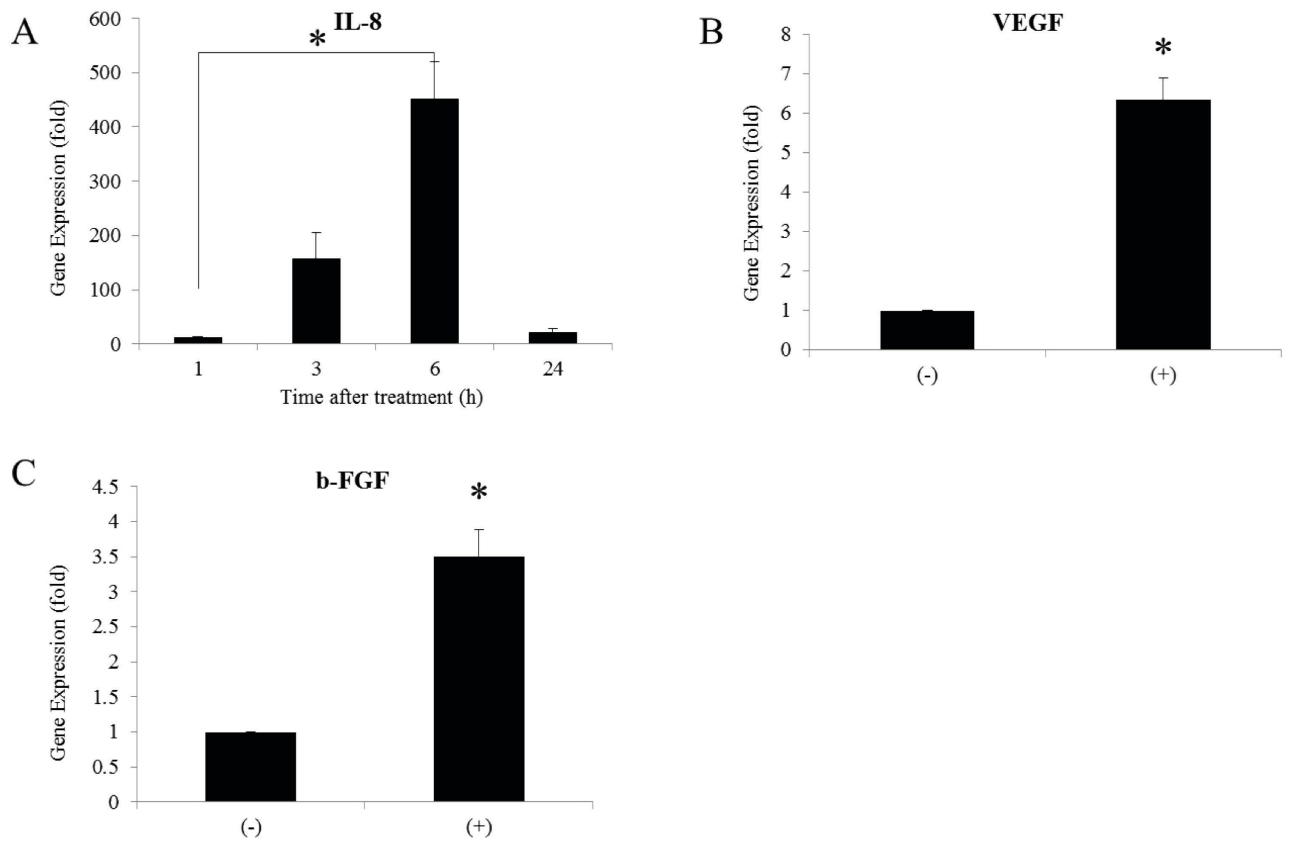 A
IL-8
*
600
500
400
300
200
100
0
Gene Expression (fold)
1 3 6 24
Time after treatment (h)
B
VEGF
*
8
7
6
5
4
3
2
1
0
Gene Expression (fold)
(-) (+)
C
b-FGF
*
4.5
4
3.5
3
2.5
2
1.5
1
0.5
0
Gene Expression (fold)
(-) (+)